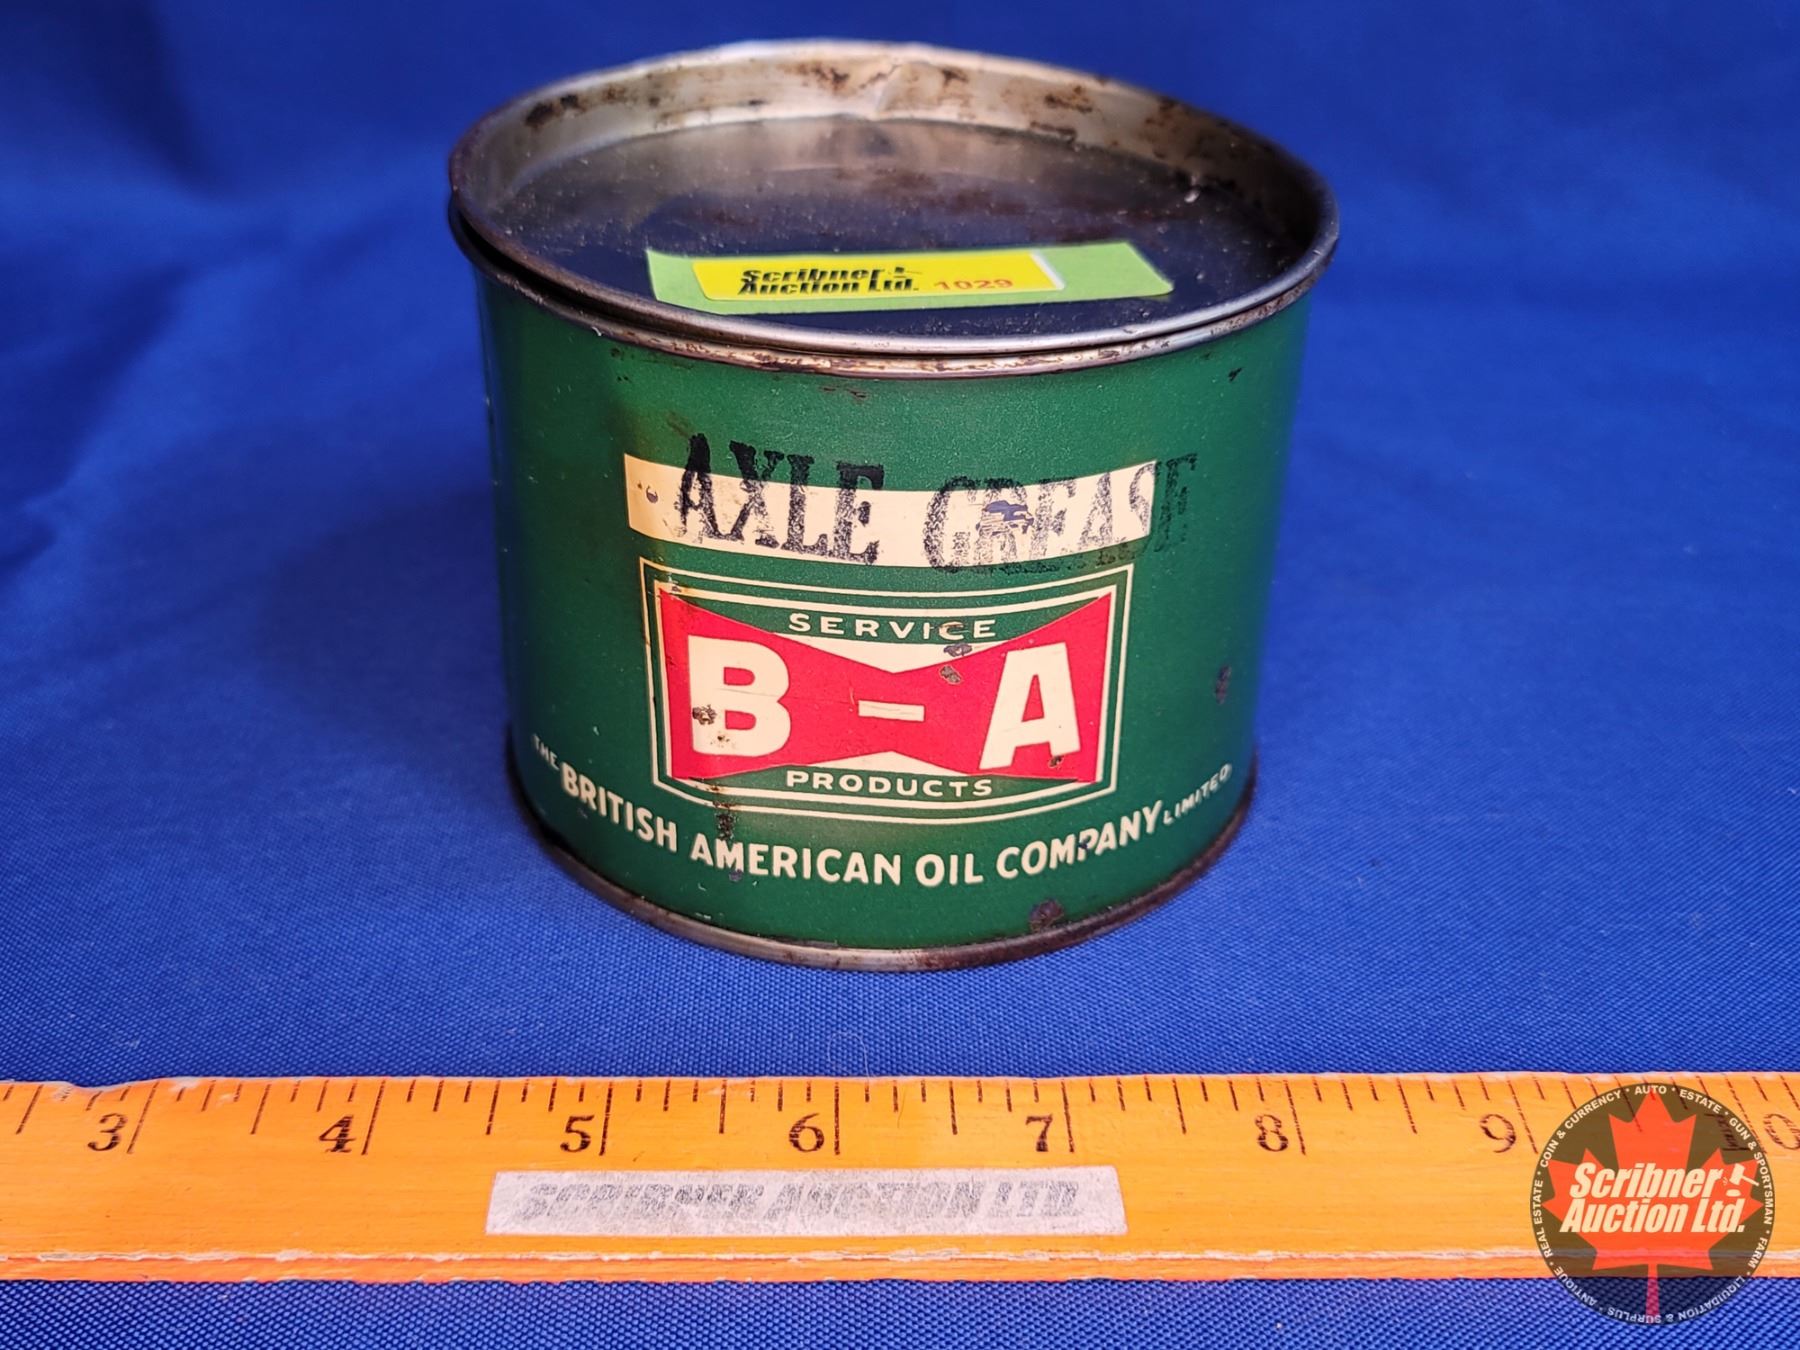 Scribner
Auction Ltd. 1029
AXLE GREASE
SERVICE
B-A
PRODUCTS
THE BRITISH AMERICAN OIL COMPANY LIMITED
3 4 5 6 7 8 9
SCRIBNER AUCTION LTD.
Scribner
Auction Ltd.
REAL ESTATE * COIN & CURRENCY * AUTO * ESTATE * GUN & SPORTSMAN * FARM * LIQUIDATION & SURPLUS * ANTIQUE *